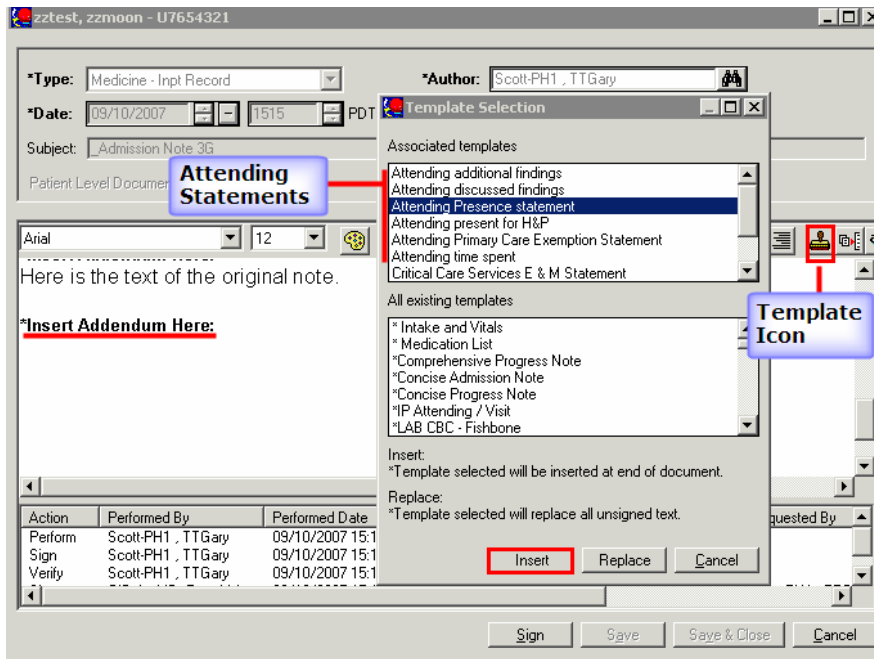 zztest, zzmoon - U7654321
*Type: Medicine - Inpt Record *Author: Scott-PH1 , TTGary
*Date: 09/10/2007 1515 PDT
Subject: _Admission Note 3G
Patient Level Documen
Attending
Statements
Arial 12
Here is the text of the original note.
*Insert Addendum Here:
Template Selection
Associated templates
Attending additional findings
Attending discussed findings
Attending Presence statement
Attending present for H&P
Attending Primary Care Exemption Statement
Attending time spent
Critical Care Services E & M Statement
All existing templates
* Intake and Vitals
* Medication List
*Comprehensive Progress Note
*Concise Admission Note
*Concise Progress Note
*IP Attending / Visit
*LAB CBC - Fishbone
Insert:
*Template selected will be inserted at end of document.
Replace:
*Template selected will replace all unsigned text.
Insert Replace Cancel
Template
Icon
Action Performed By Performed Date quested By
Perform Scott-PH1 , TTGary 09/10/2007 15:1
Sign Scott-PH1 , TTGary 09/10/2007 15:1
Verify Scott-PH1 , TTGary 09/10/2007 15:1
Sign Save Save & Close Cancel